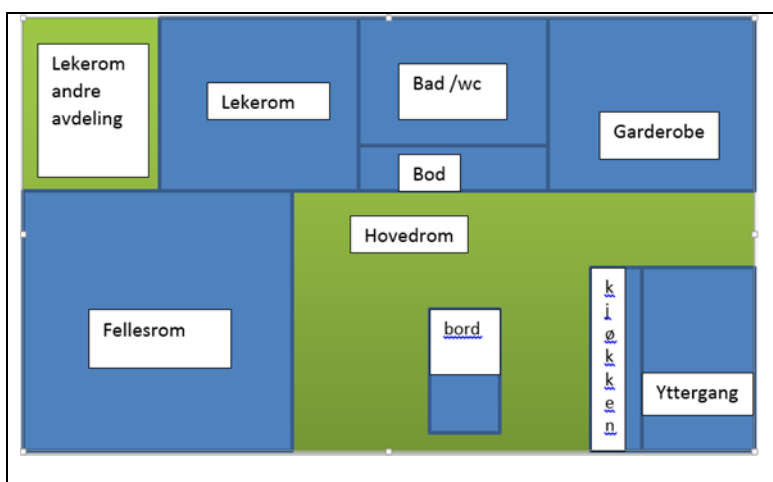 Lekerom
andre
avdeling
Lekerom
Bad /wc
Garderobe
Bod
Hovedrom
Fellesrom
bord
k
j
ø
k
k
e
n
Yttergang